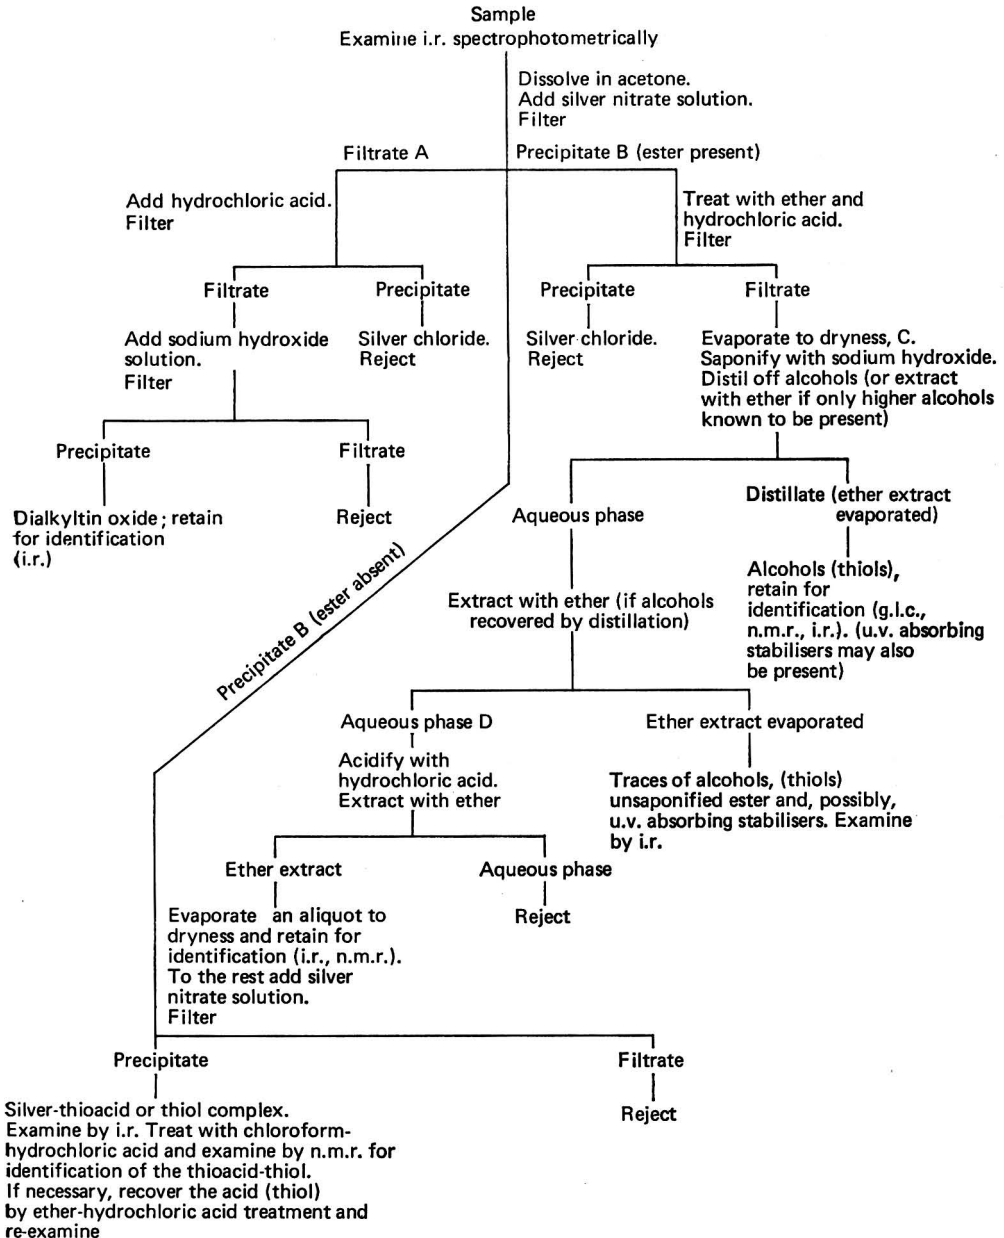 Sample
Examine i.r. spectrophotometrically
Dissolve in acetone.
Add silver nitrate solution.
Filter
Filtrate A
Precipitate B (ester present)
Add hydrochloric acid.
Filter
Treat with ether and
hydrochloric acid.
Filter
Filtrate
Precipitate
Precipitate
Filtrate
Add sodium hydroxide
solution.
Filter
Silver chloride.
Reject
Silver chloride.
Reject
Evaporate to dryness, C.
Saponify with sodium hydroxide.
Distil off alcohols (or extract
with ether if only higher alcohols
known to be present)
Precipitate
Filtrate
Dialkyltin oxide; retain
for identification
(i.r.)
Reject
Aqueous phase
Distillate (ether extract
evaporated)
Precipitate B (ester absent)
Extract with ether (if alcohols
recovered by distillation)
Alcohols (thiols),
retain for
identification (g.l.c.,
n.m.r., i.r.). (u.v. absorbing
stabilisers may also
be present)
Aqueous phase D
Ether extract evaporated
Acidify with
hydrochloric acid.
Extract with ether
Traces of alcohols, (thiols)
unsaponified ester and, possibly,
u.v. absorbing stabilisers. Examine
by i.r.
Ether extract
Aqueous phase
Evaporate an aliquot to
dryness and retain for
identification (i.r., n.m.r.).
To the rest add silver
nitrate solution.
Filter
Reject
Precipitate
Filtrate
Silver-thioacid or thiol complex.
Examine by i.r. Treat with chloroform-
hydrochloric acid and examine by n.m.r. for
identification of the thioacid-thiol.
If necessary, recover the acid (thiol)
by ether-hydrochloric acid treatment and
re-examine
Reject